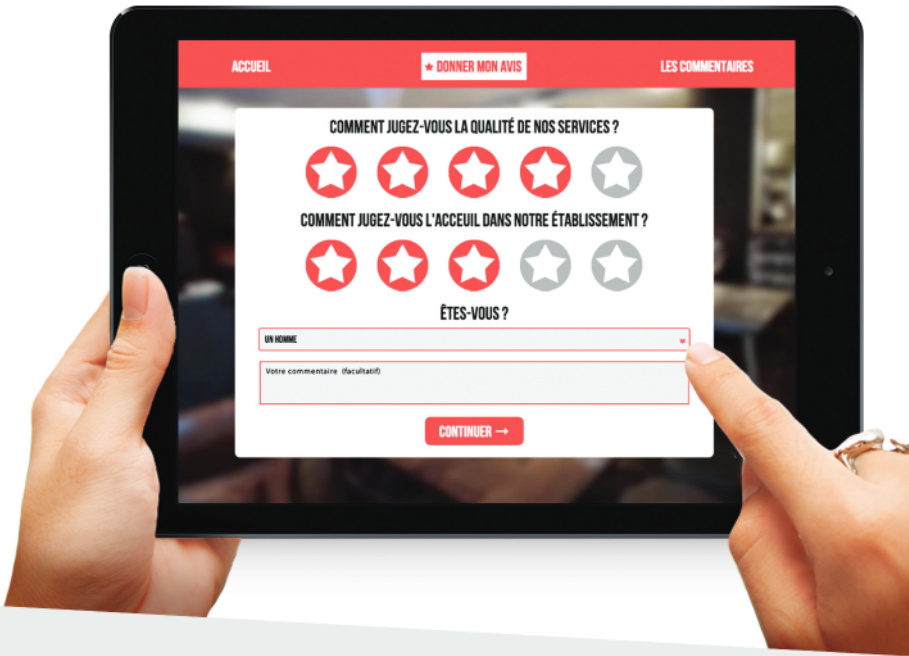 ACCUEIL
★ DONNER MON AVIS
LES COMMENTAIRES
COMMENT JUGEZ-VOUS LA QUALITÉ DE NOS SERVICES ?
COMMENT JUGEZ-VOUS L'ACCEUIL DANS NOTRE ÉTABLISSEMENT ?
ÊTES-VOUS ?
UN HOMME
Votre commentaire (facultatif)
CONTINUER →